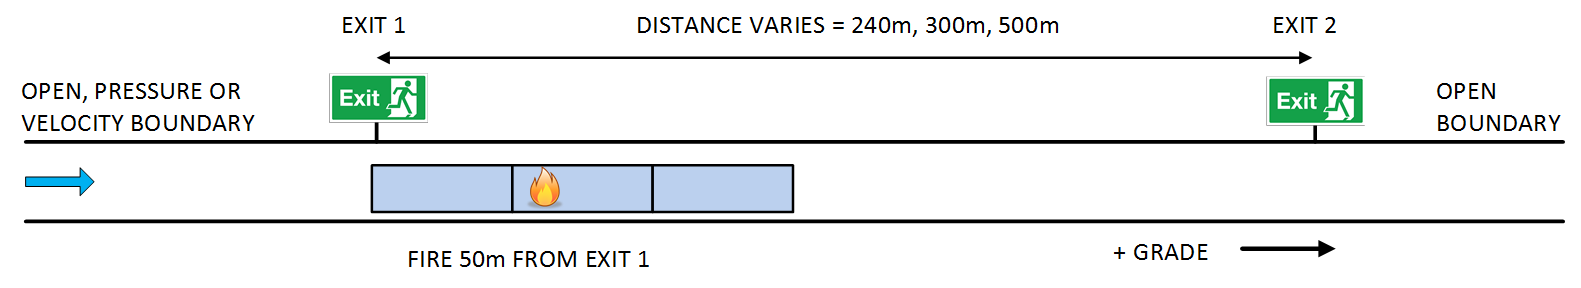 EXIT 1
DISTANCE VARIES = 240m, 300m, 500m
EXIT 2
OPEN, PRESSURE OR
VELOCITY BOUNDARY
Exit
Exit
OPEN
BOUNDARY
FIRE 50m FROM EXIT 1
+ GRADE